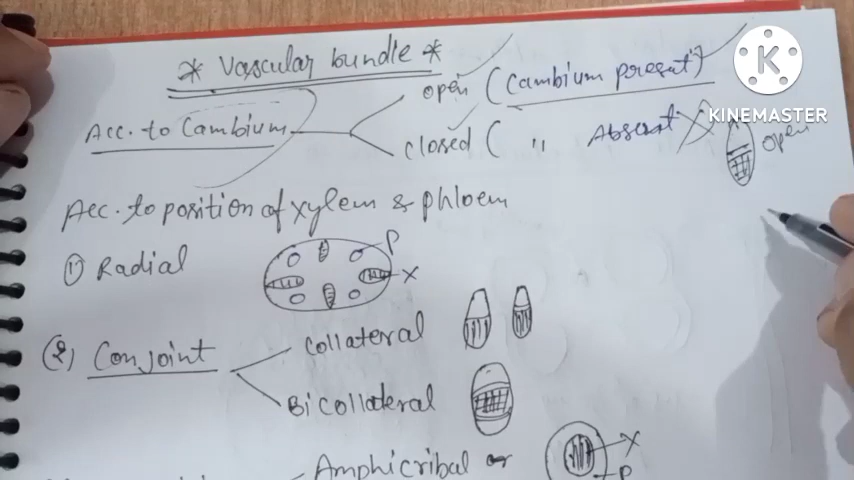 * Vascular bundle *
Acc. to Cambium
open (Cambium present)
closed ( " Absent)
open
Acc. to position of xylem & phloem
① Radial
P
X
(2) Conjoint
Collateral
Bicollateral
Amphicribal or
X
P
K
KINEMASTER